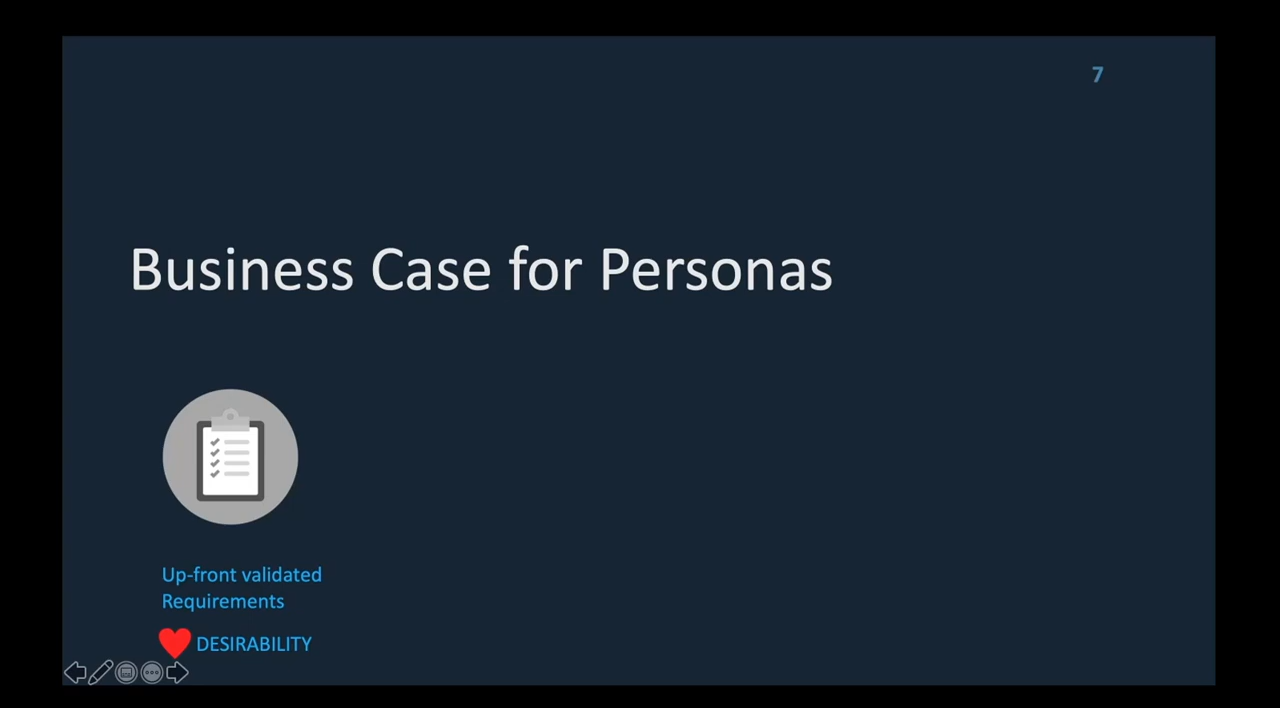 7
Business Case for Personas
Up-front validated
Requirements
DESIRABILITY